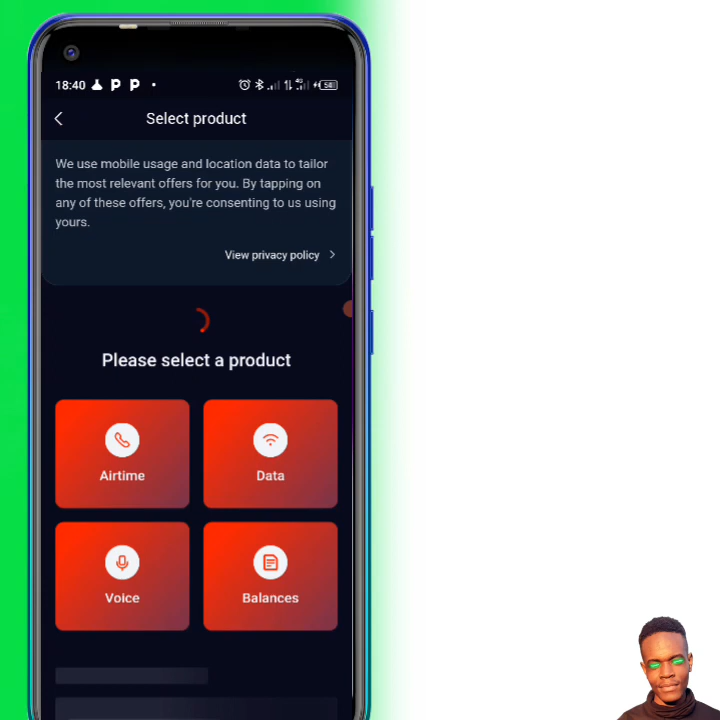 18:40
4G
58
Select product
We use mobile usage and location data to tailor
the most relevant offers for you. By tapping on
any of these offers, you're consenting to us using
yours.
View privacy policy
Please select a product
Airtime
Data
Voice
Balances